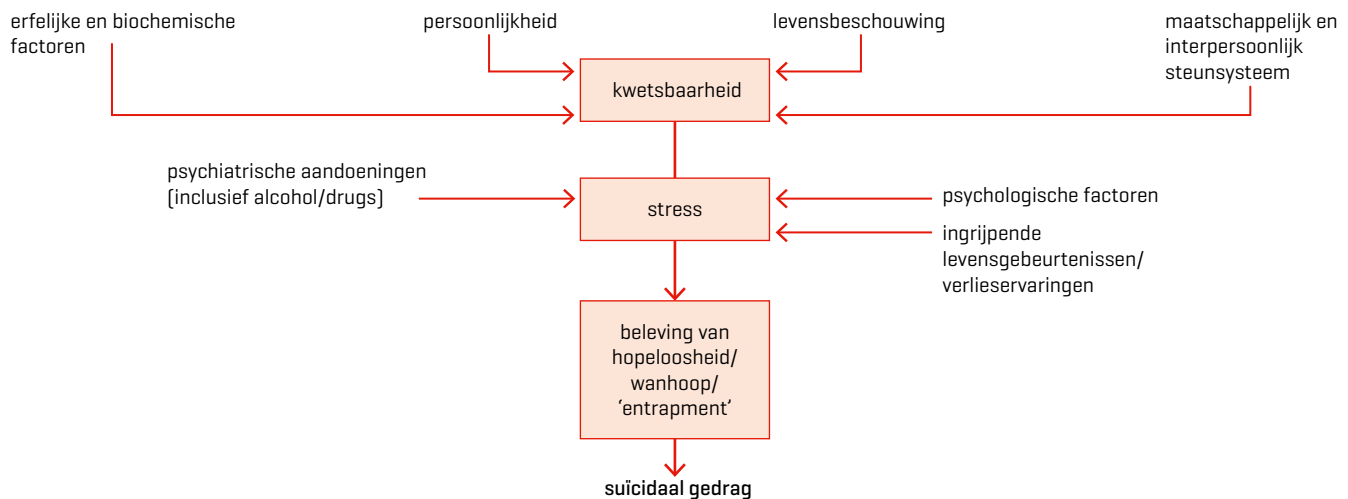 erfelijke en biochemische
factoren
persoonlijkheid
levensbeschouwing
maatschappelijk en
interpersoonlijk
steunsysteem
kwetsbaarheid
psychiatrische aandoeningen
(inclusief alcohol/drugs)
stress
psychologische factoren
ingrijpende
levensgebeurtenissen/
verlieservaringen
beleving van
hopeloosheid/
wanhoop/
‘entrapment’
suïcidaal gedrag